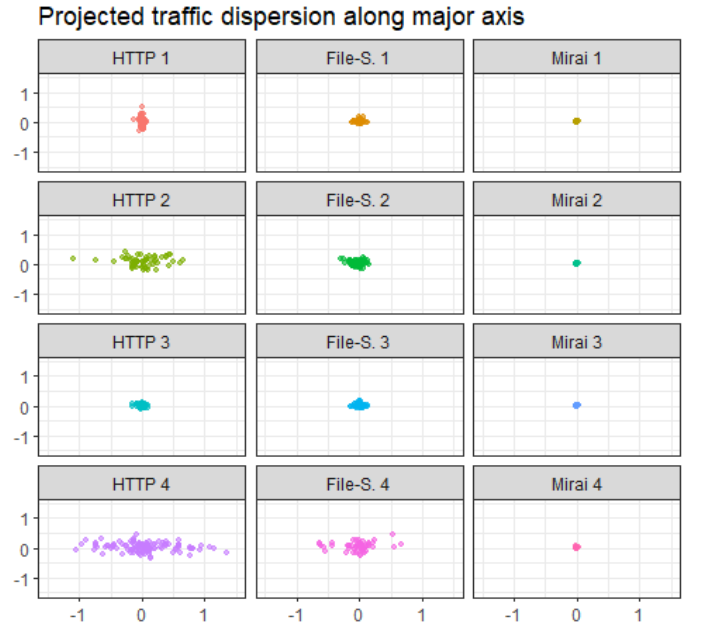 Projected traffic dispersion along major axis
HTTP 1 File-S. 1 Mirai 1
1
0
-1
HTTP 2 File-S. 2 Mirai 2
1
0
-1
HTTP 3 File-S. 3 Mirai 3
1
0
-1
HTTP 4 File-S. 4 Mirai 4
1
0
-1
-1 0 1 -1 0 1 -1 0 1